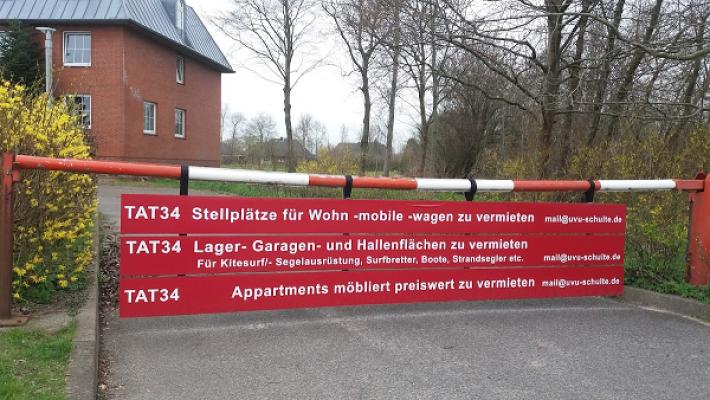 TAT34 Stellplätze für Wohn -mobile -wagen zu vermieten mail@uvu-schulte.de
TAT34 Lager- Garagen- und Hallenflächen zu vermieten
Für Kitesurf/- Segelausrüstung, Surfbretter, Boote, Strandsegler etc. mail@uvu-schulte.de
TAT34 Appartments möbliert preiswert zu vermieten mail@uvu-schulte.de